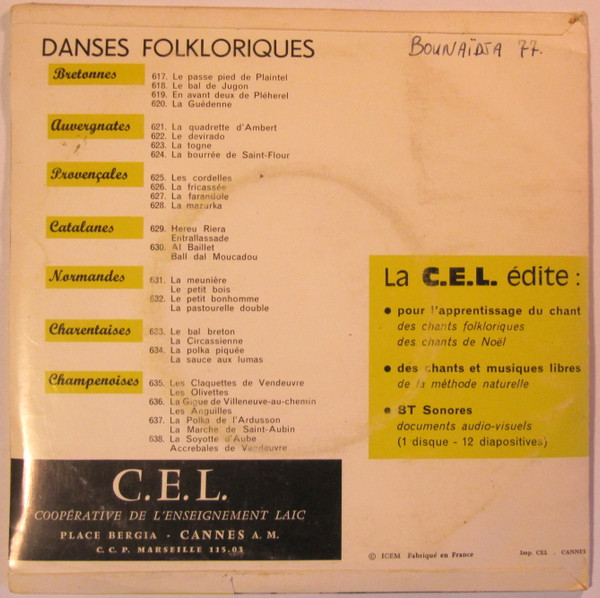 DANSES FOLKLORIQUES
BOUNAÏDJA 77.
Bretonnes
617. Le passe pied de Plaintel
618. Le bal de Jugon
619. En avant deux de Pléherel
620. La Guédenne
Auvergnates
621. La quadrette d'Ambert
622. Le devirado
623. La togne
624. La bourrée de Saint-Flour
Provençales
625. Les cordelles
626. La fricassée
627. La farandole
628. La mazurka
Catalanes
629. Hereu Riera
Entrallassade
630. Al Baillet
Ball dal Moucadou
Normandes
631. La meunière
Le petit bois
632. Le petit bonhomme
La pastourelle double
Charentaises
633. Le bal breton
La Circassienne
634. La polka piquée
La sauce aux lumas
Champenoises
635. Les Claquettes de Vendeuvre
Les Olivettes
636. La Gigue de Villeneuve-au-chemin
Les Anguilles
637. La Polka de l'Ardusson
La Marche de Saint-Aubin
638. La Soyotte d'Aube
Accrebales de Vendeuvre
La C.E.L. édite :
● pour l'apprentissage du chant
des chants folkloriques
des chants de Noël
● des chants et musiques libres
de la méthode naturelle
● BT Sonores
documents audio-visuels
(1 disque - 12 diapositives)
C.E.L.
COOPÉRATIVE DE L'ENSEIGNEMENT LAIC
PLACE BERGIA - CANNES A. M.
C. C. P. MARSEILLE 115.03
© ICEM Fabriqué en France
Imp. CEL . CANNES